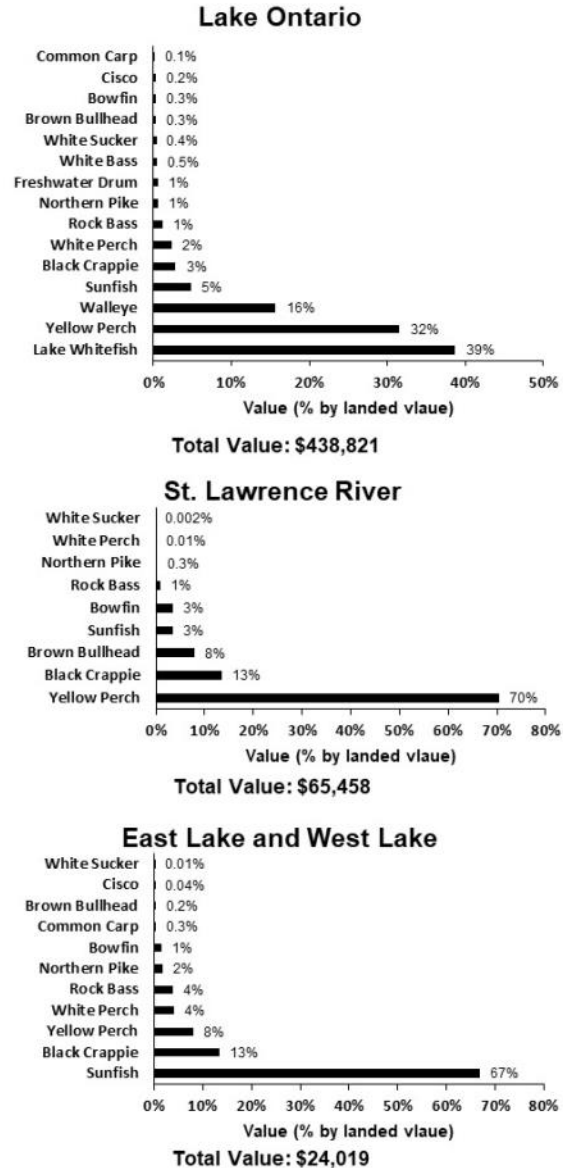 Lake Ontario
Common Carp 0.1%
Cisco 0.2%
Bowfin 0.3%
Brown Bullhead 0.3%
White Sucker 0.4%
White Bass 0.5%
Freshwater Drum 1%
Northern Pike 1%
Rock Bass 1%
White Perch 2%
Black Crappie 3%
Sunfish 5%
Walleye 16%
Yellow Perch 32%
Lake Whitefish 39%
0% 10% 20% 30% 40% 50%
Value (% by landed vlaue)
Total Value: $438,821
St. Lawrence River
White Sucker 0.002%
White Perch 0.01%
Northern Pike 0.3%
Rock Bass 1%
Bowfin 3%
Sunfish 3%
Brown Bullhead 8%
Black Crappie 13%
Yellow Perch 70%
0% 10% 20% 30% 40% 50% 60% 70% 80%
Value (% by landed vlaue)
Total Value: $65,458
East Lake and West Lake
White Sucker 0.01%
Cisco 0.04%
Brown Bullhead 0.2%
Common Carp 0.3%
Bowfin 1%
Northern Pike 2%
Rock Bass 4%
White Perch 4%
Yellow Perch 8%
Black Crappie 13%
Sunfish 67%
0% 10% 20% 30% 40% 50% 60% 70% 80%
Value (% by landed vlaue)
Total Value: $24,019